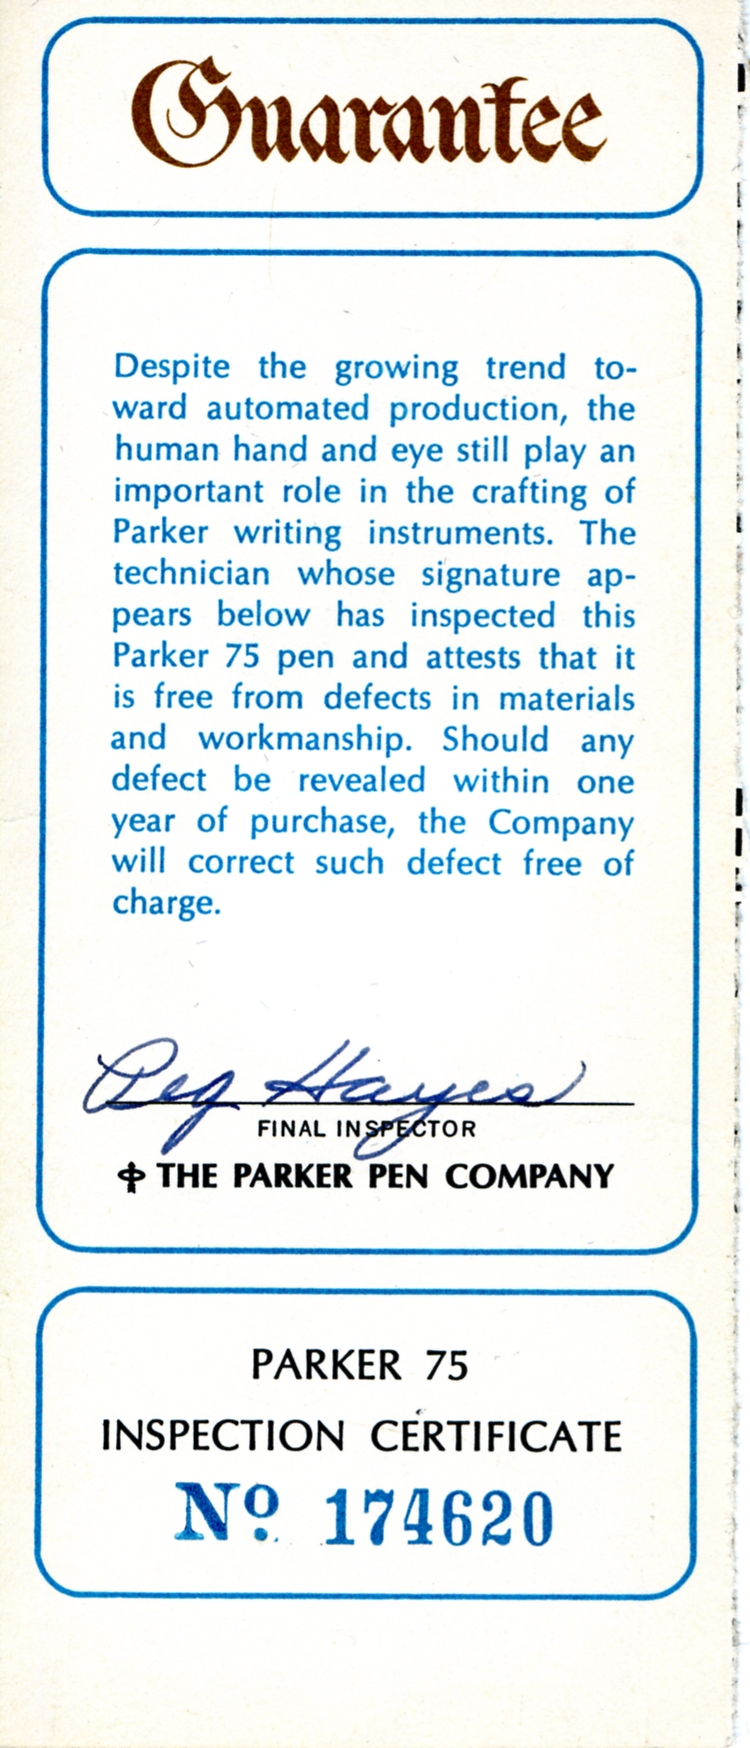 Guarantee
Despite the growing trend to-
ward automated production, the
human hand and eye still play an
important role in the crafting of
Parker writing instruments. The
technician whose signature ap-
pears below has inspected this
Parker 75 pen and attests that it
is free from defects in materials
and workmanship. Should any
defect be revealed within one
year of purchase, the Company
will correct such defect free of
charge.
Peg Hayes
FINAL INSPECTOR
THE PARKER PEN COMPANY
PARKER 75
INSPECTION CERTIFICATE
Nº 174620